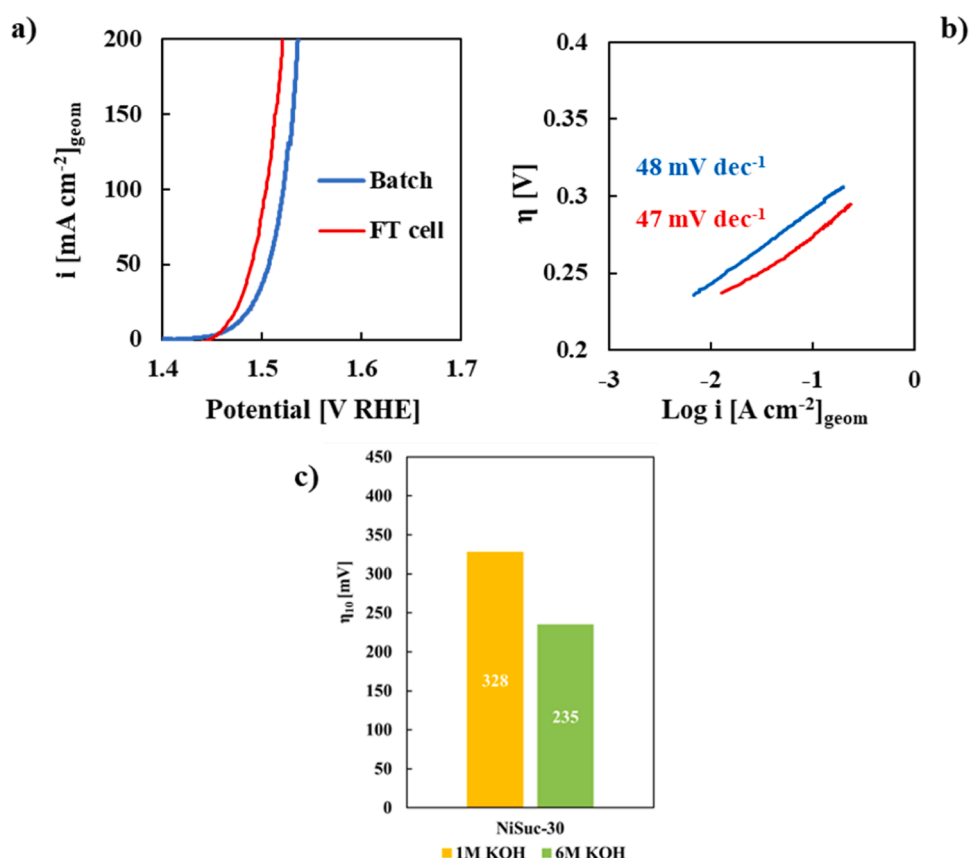 a)
200
150
100
50
0
i [mA cm-2]geom
Batch
FT cell
1.4 1.5 1.6 1.7
Potential [V RHE]
b)
0.4
0.35
0.3
0.25
0.2
η [V]
48 mV dec-1
47 mV dec-1
-3 -2 -1 0
Log i [A cm-2]geom
c)
450
400
350
300
250
200
150
100
50
0
η10 [mV]
328
235
NiSuc-30
1M KOH 6M KOH